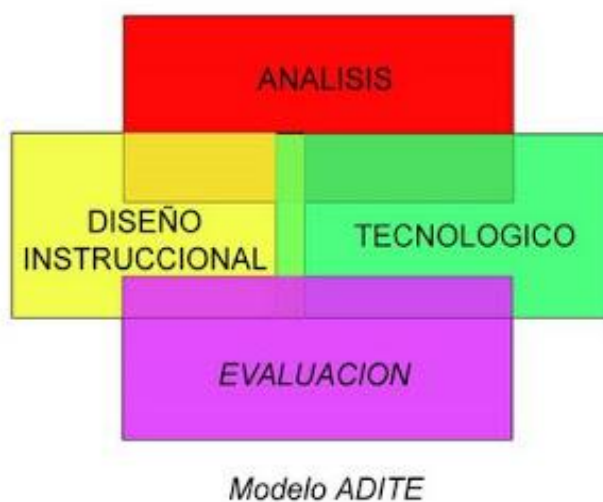 ANALISIS
DISEÑO
INSTRUCCIONAL
TECNOLOGICO
EVALUACION
Modelo ADITE